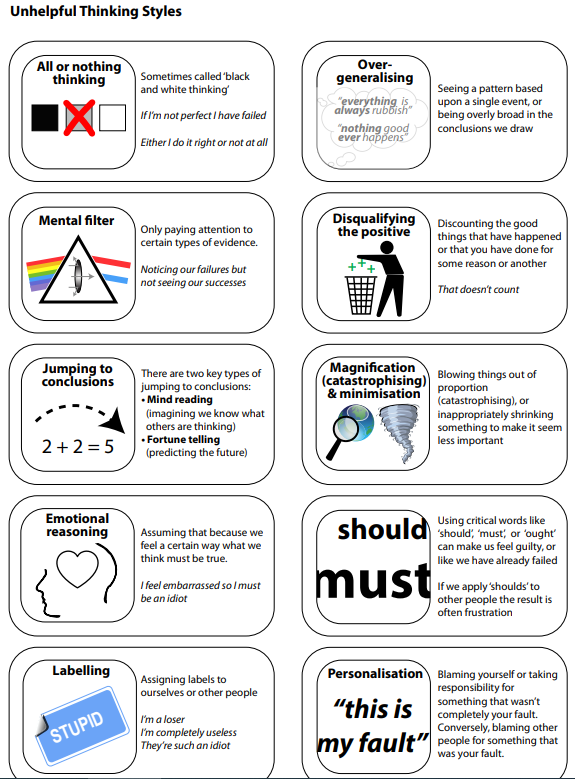 Unhelpful Thinking Styles
All or nothing
thinking
Sometimes called ‘black
and white thinking’
If I’m not perfect I have failed
Either I do it right or not at all
Over-
generalising
“everything is
always rubbish”
“nothing good
ever happens”
Seeing a pattern based
upon a single event, or
being overly broad in the
conclusions we draw
Mental filter
Only paying attention to
certain types of evidence.
Noticing our failures but
not seeing our successes
Disqualifying
the positive
Discounting the good
things that have happened
or that you have done for
some reason or another
That doesn’t count
Jumping to
conclusions
2 + 2 = 5
There are two key types of
jumping to conclusions:
• Mind reading
(imagining we know what
others are thinking)
• Fortune telling
(predicting the future)
Magnification
(catastrophising)
& minimisation
Blowing things out of
proportion
(catastrophising), or
inappropriately shrinking
something to make it seem
less important
Emotional
reasoning
Assuming that because we
feel a certain way what we
think must be true.
I feel embarrassed so I must
be an idiot
should
must
Using critical words like
‘should’, ‘must’, or ‘ought’
can make us feel guilty, or
like we have already failed
If we apply ‘shoulds’ to
other people the result is
often frustration
Labelling
STUPID
Assigning labels to
ourselves or other people
I’m a loser
I’m completely useless
They’re such an idiot
Personalisation
“this is
my fault”
Blaming yourself or taking
responsibility for
something that wasn’t
completely your fault.
Conversely, blaming other
people for something that
was your fault.